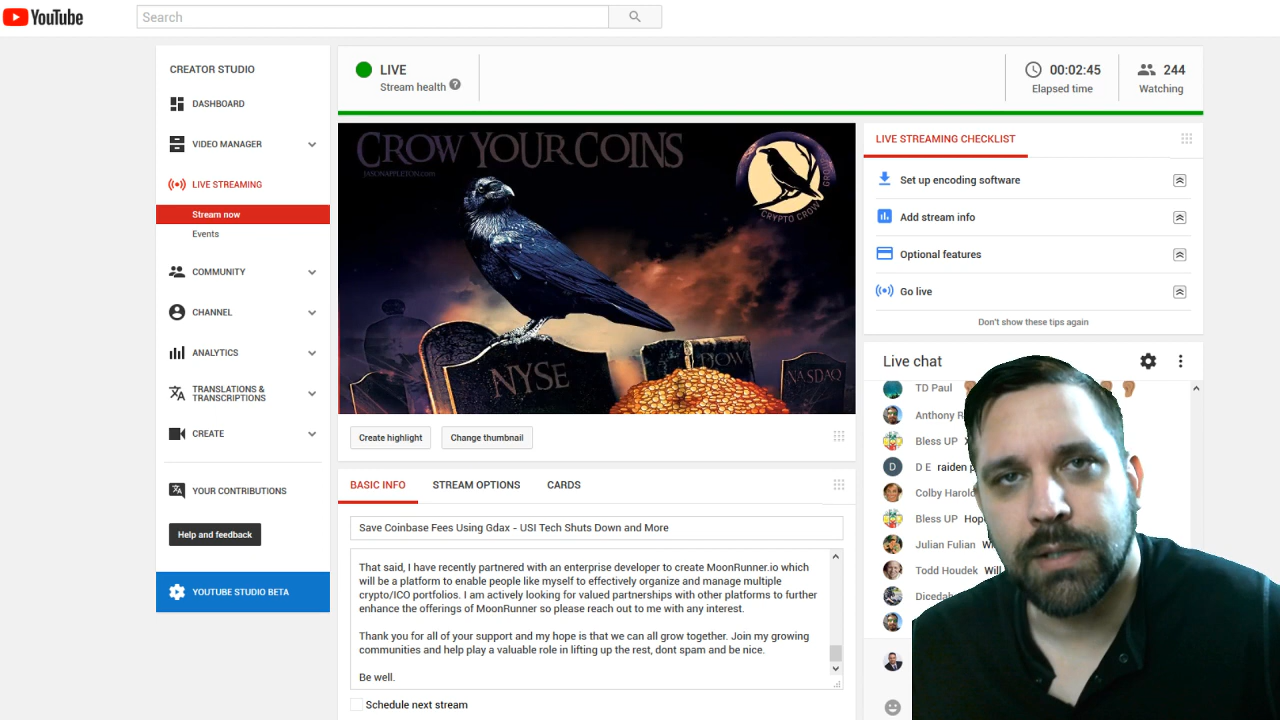 YouTube
Search
CREATOR STUDIO
DASHBOARD
VIDEO MANAGER
LIVE STREAMING
Stream now
Events
COMMUNITY
CHANNEL
ANALYTICS
TRANSLATIONS &
TRANSCRIPTIONS
CREATE
YOUR CONTRIBUTIONS
Help and feedback
YOUTUBE STUDIO BETA
LIVE
Stream health ?
00:02:45
Elapsed time
244
Watching
CROW YOUR COINS
JASONAPPLETON.com
CRYPTO CROW GROUP
NYSE
DOW
NASDAQ
Create highlight
Change thumbnail
BASIC INFO
STREAM OPTIONS
CARDS
Save Coinbase Fees Using Gdax - USI Tech Shuts Down and More
That said, I have recently partnered with an enterprise developer to create MoonRunner.io which
will be a platform to enable people like myself to effectively organize and manage multiple
crypto/ICO portfolios. I am actively looking for valued partnerships with other platforms to further
enhance the offerings of MoonRunner so please reach out to me with any interest.
Thank you for all of your support and my hope is that we can all grow together. Join my growing
communities and help play a valuable role in lifting up the rest, dont spam and be nice.
Be well.
Schedule next stream
LIVE STREAMING CHECKLIST
Set up encoding software
Add stream info
Optional features
Go live
Don't show these tips again
Live chat
TD Paul
Anthony
Bless UP
D
D E raiden
Colby Harold
Bless UP
Julian Fulian
Todd Houdek Will